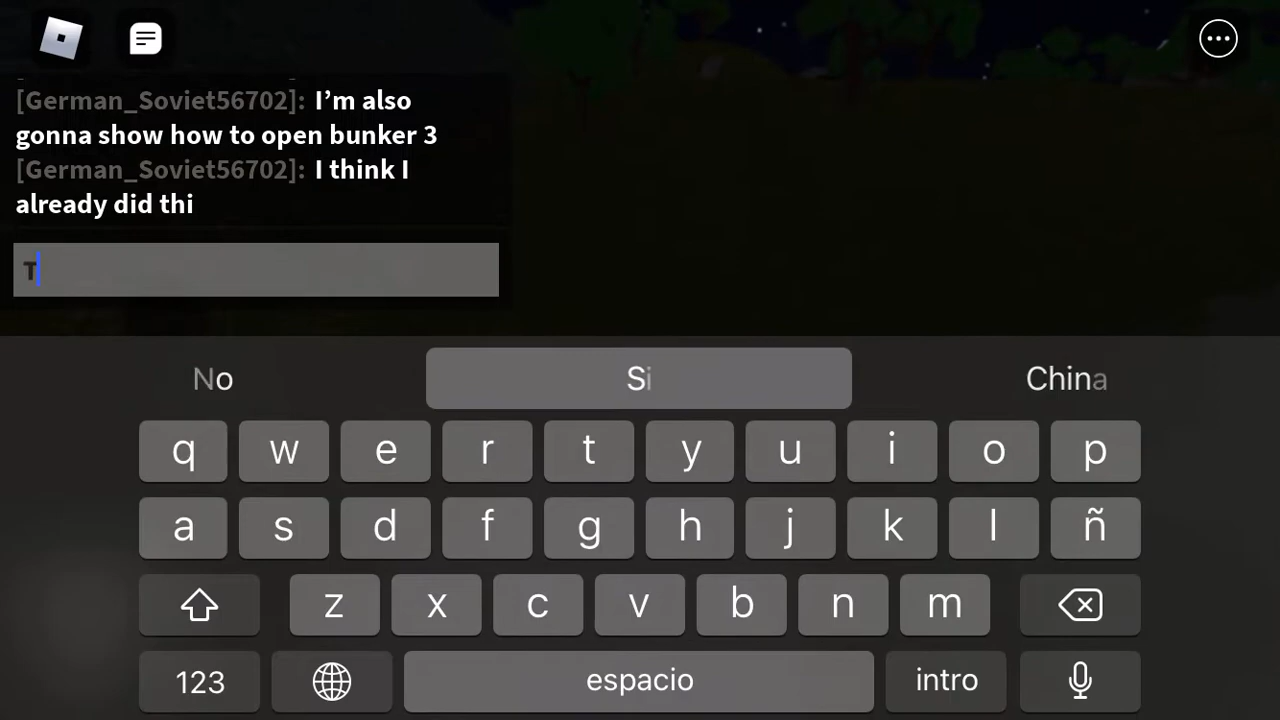 [German_Soviet56702]: I’m also
gonna show how to open bunker 3
[German_Soviet56702]: I think I
already did thi
T
No Si China
q w e r t y u i o p
a s d f g h j k l ñ
z x c v b n m
123 espacio intro